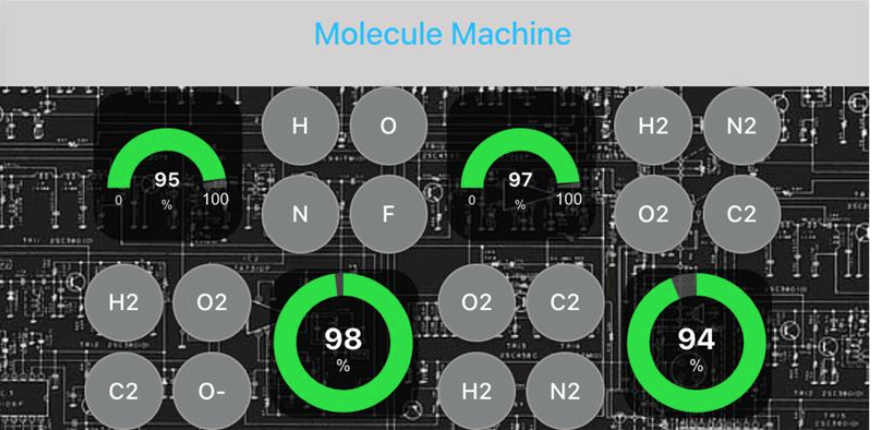 Molecule Machine
H O H2 N2
95 97
0 % 100 0 % 100
N F O2 C2
H2 O2 O2 C2
98 94
% %
C2 O- H2 N2